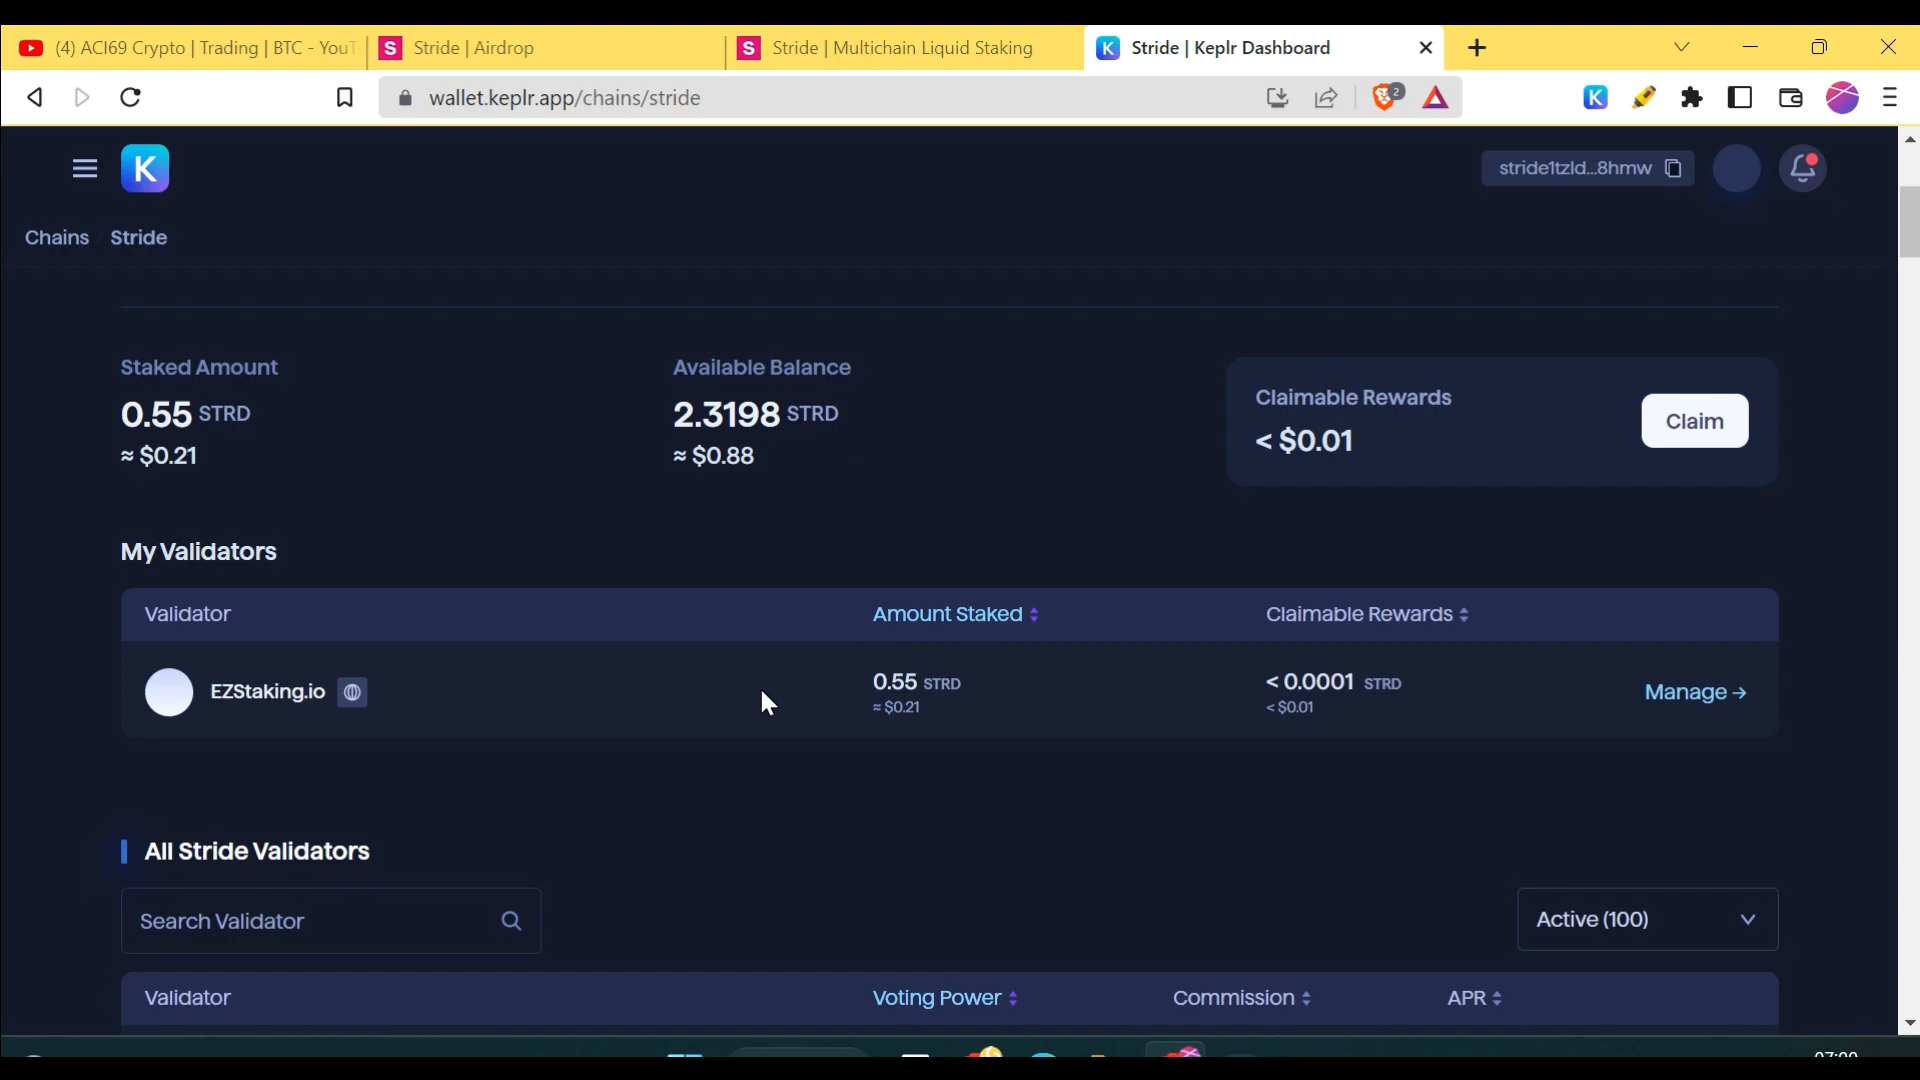 (4) ACI69 Crypto | Trading | BTC - YouT
S Stride | Airdrop
S Stride | Multichain Liquid Staking
K Stride | Keplr Dashboard
wallet.keplr.app/chains/stride
2
K
K
stride1tzld...8hmw
Chains Stride
Staked Amount
0.55 STRD
≈ $0.21
Available Balance
2.3198 STRD
≈ $0.88
Claimable Rewards
< $0.01
Claim
My Validators
Validator Amount Staked Claimable Rewards
EZStaking.io
0.55 STRD
≈ $0.21
< 0.0001 STRD
< $0.01
Manage →
All Stride Validators
Search Validator
Active (100)
Validator Voting Power Commission APR